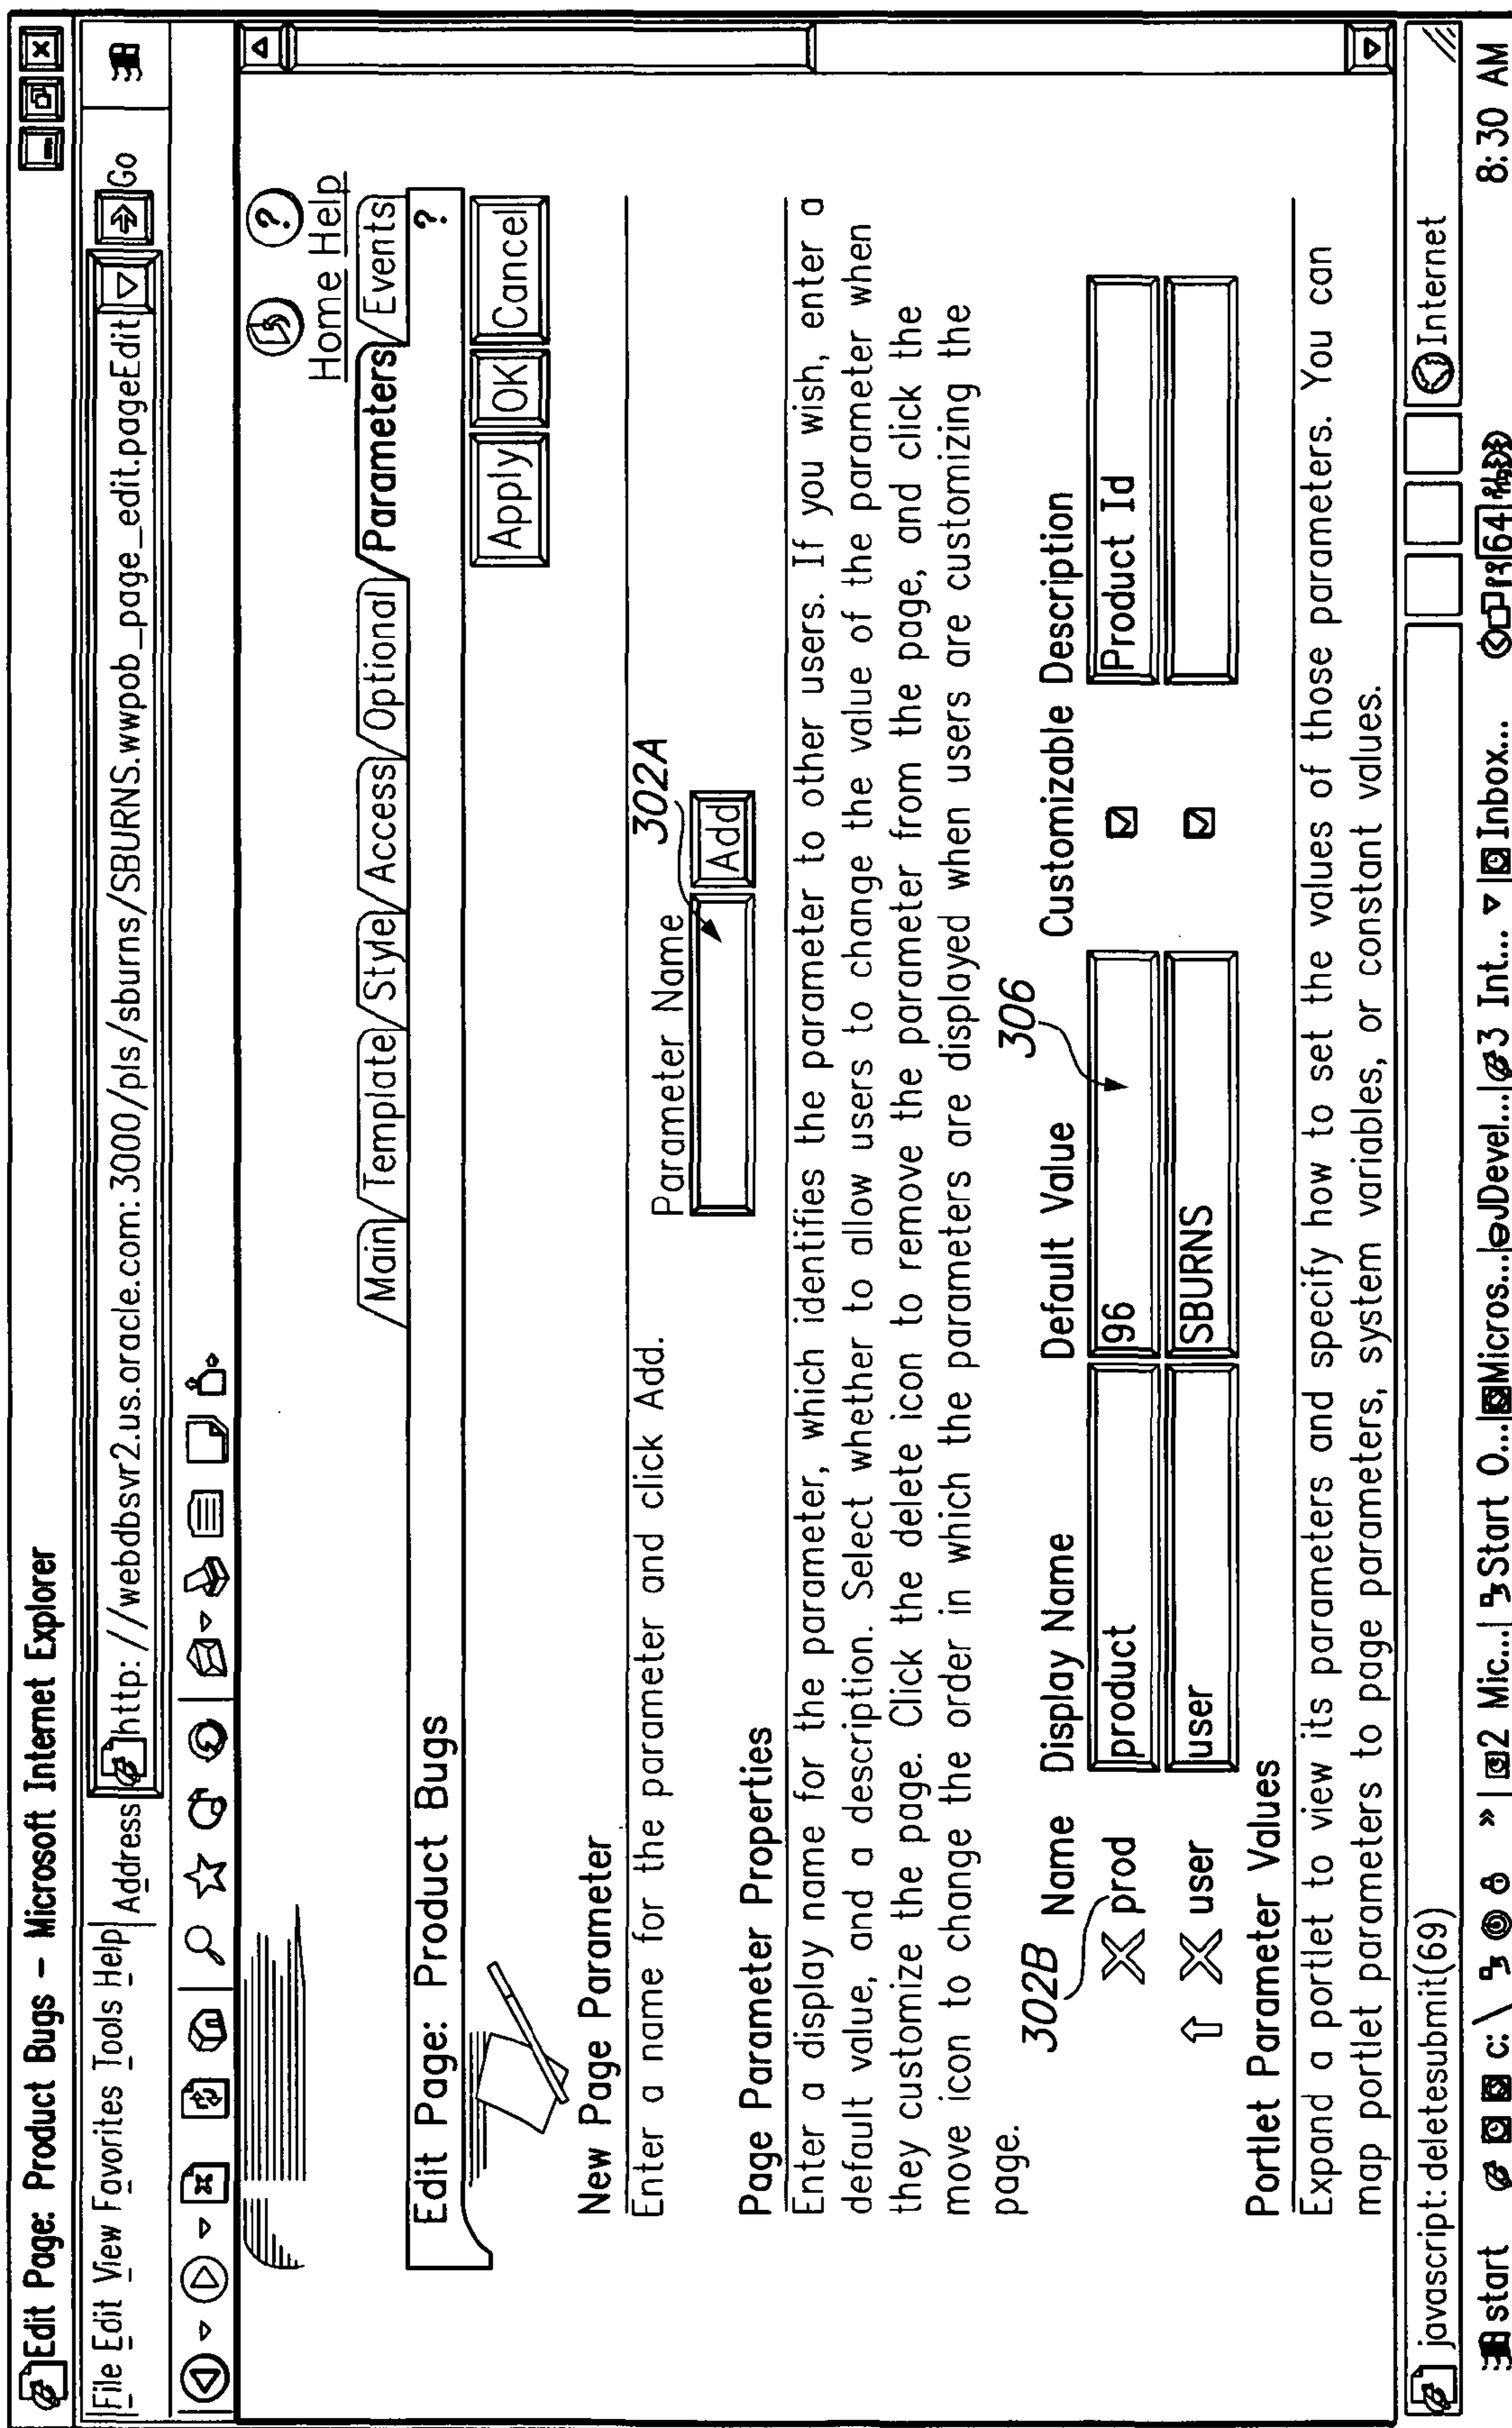 Edit Page: Product Bugs – Microsoft Internet Explorer
File Edit View Favorites Tools Help Address http://webdbsvr2.us.oracle.com:3000/pls/sburns/SBURNS.wwpob_page_edit.pageEdit Go
Home Help
Main Template Style Access Optional Parameters Events
Edit Page: Product Bugs ?
Apply OK Cancel
New Page Parameter
Enter a name for the parameter and click Add.
302A
Parameter Name
Add
Page Parameter Properties
Enter a display name for the parameter, which identifies the parameter to other users. If you wish, enter a
default value, and a description. Select whether to allow users to change the value of the parameter when
they customize the page. Click the delete icon to remove the parameter from the page, and click the
move icon to change the order in which the parameters are displayed when users are customizing the
page.
302B 306
Name Display Name Default Value Customizable Description
prod product 96 Product Id
user user SBURNS
Portlet Parameter Values
Expand a portlet to view its parameters and specify how to set the values of those parameters. You can
map portlet parameters to page parameters, system variables, or constant values.
javascript: deletesubmit(69) Internet
start c:\ » 2 Mic... Start O... Micros... JDevel... 3 Int... Inbox... 64 8:30 AM